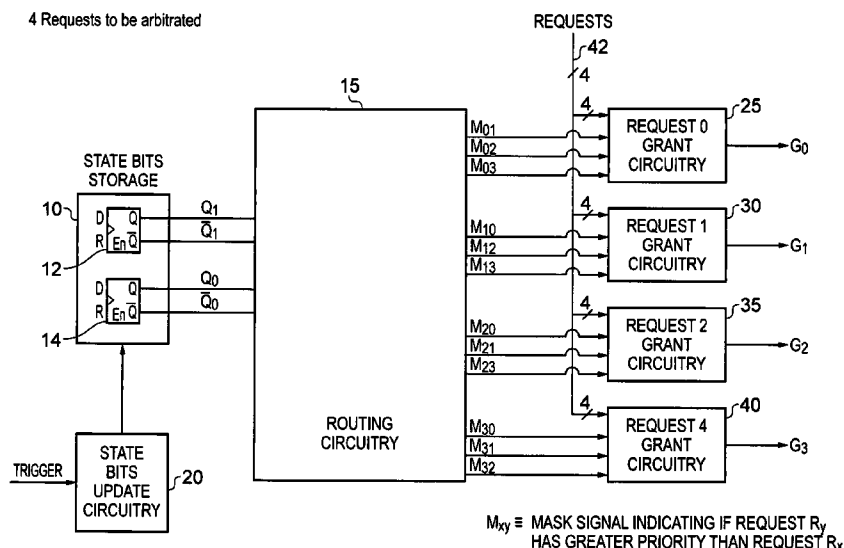 4 Requests to be arbitrated
REQUESTS
42
4
15
4
25
M01
M02
M03
REQUEST 0
GRANT
CIRCUITRY
G0
STATE BITS
STORAGE
10
D Q
R En Q̅
12
Q1
Q̅1
D Q
R En Q̅
14
Q0
Q̅0
4
30
M10
M12
M13
REQUEST 1
GRANT
CIRCUITRY
G1
4
35
M20
M21
M23
REQUEST 2
GRANT
CIRCUITRY
G2
4
40
M30
M31
M32
REQUEST 4
GRANT
CIRCUITRY
G3
ROUTING
CIRCUITRY
TRIGGER
STATE
BITS
UPDATE
CIRCUITRY
20
Mxy ≡ MASK SIGNAL INDICATING IF REQUEST Ry
HAS GREATER PRIORITY THAN REQUEST Rx